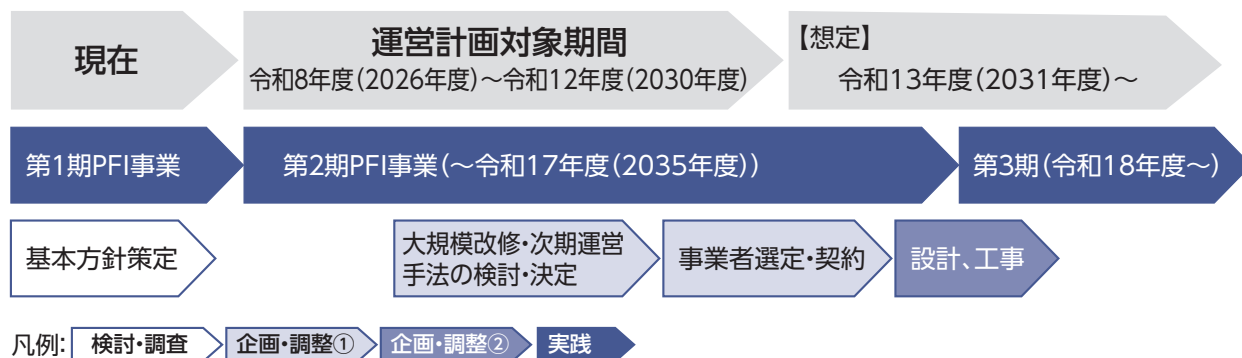 現在
運営計画対象期間
令和8年度(2026年度)～令和12年度(2030年度)
【想定】
令和13年度(2031年度)～
第1期PFI事業
第2期PFI事業(～令和17年度(2035年度))
第3期(令和18年度～)
基本方針策定
大規模改修・次期運営
手法の検討・決定
事業者選定・契約
設計、工事
凡例: 検討・調査 企画・調整① 企画・調整② 実践